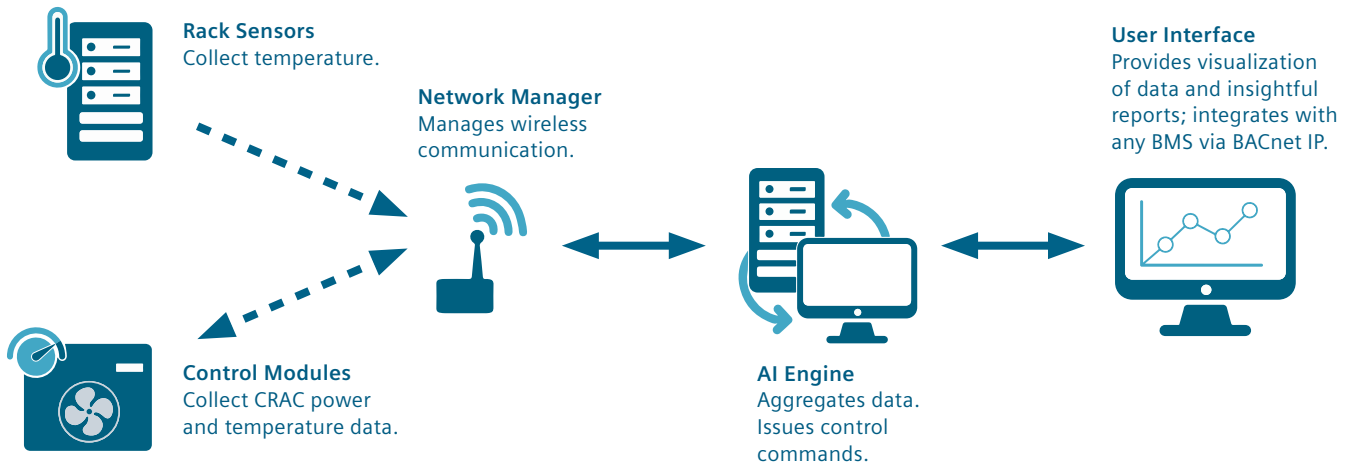 Rack Sensors
Collect temperature.
Network Manager
Manages wireless
communication.
Control Modules
Collect CRAC power
and temperature data.
AI Engine
Aggregates data.
Issues control
commands.
User Interface
Provides visualization
of data and insightful
reports; integrates with
any BMS via BACnet IP.